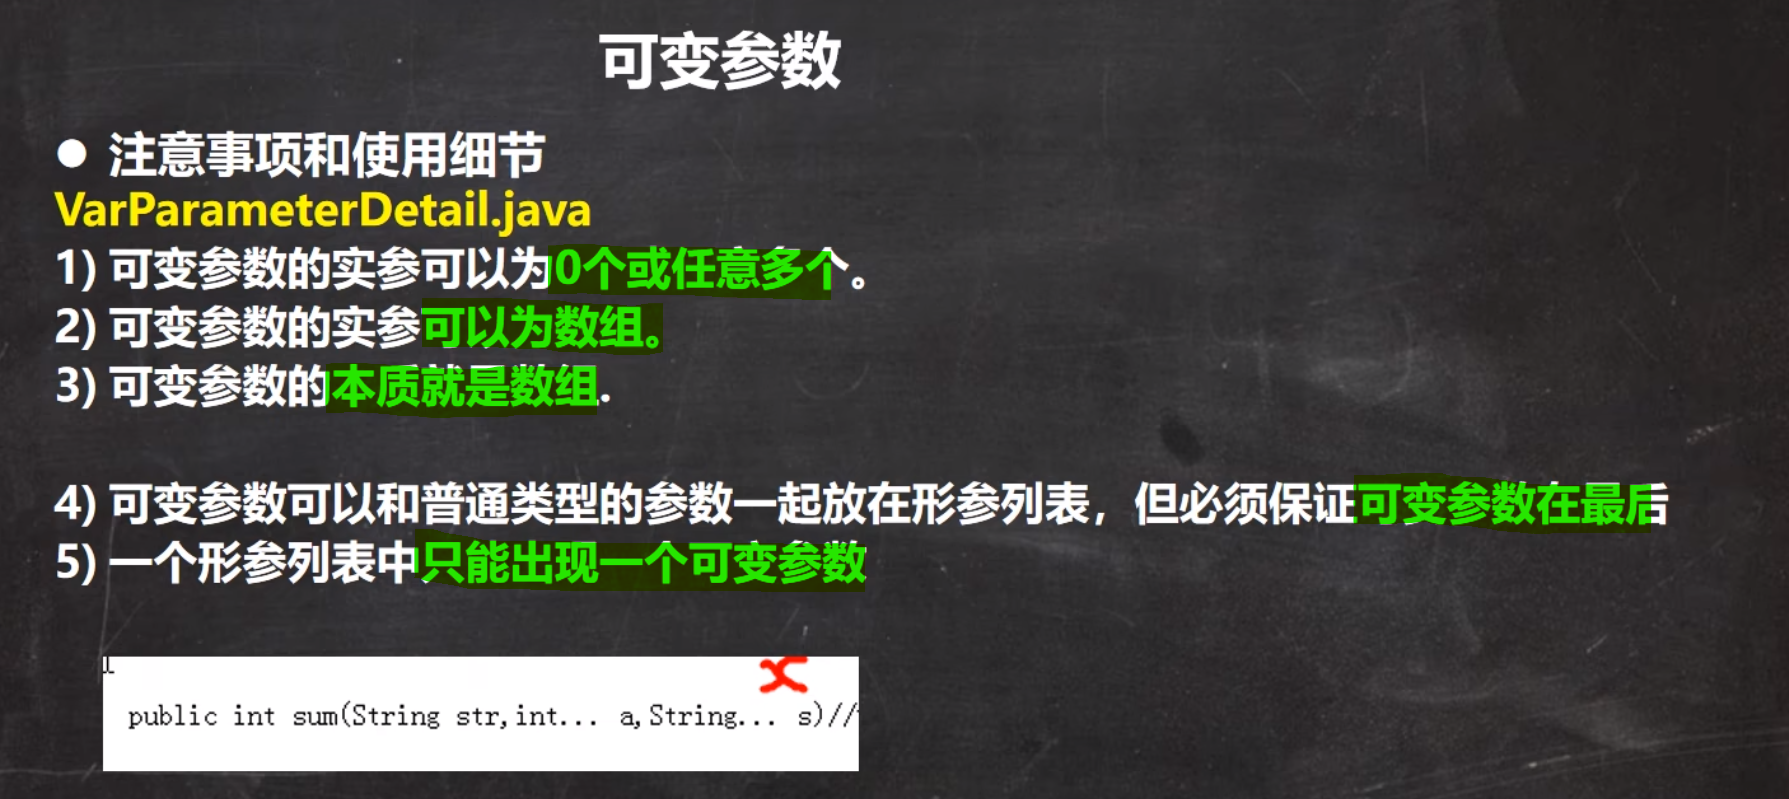 可变参数
● 注意事项和使用细节
VarParameterDetail.java
1) 可变参数的实参可以为0个或任意多个。
2) 可变参数的实参可以为数组。
3) 可变参数的本质就是数组.
4) 可变参数可以和普通类型的参数一起放在形参列表，但必须保证可变参数在最后
5) 一个形参列表中只能出现一个可变参数
public int sum(String str,int... a,String... s)//